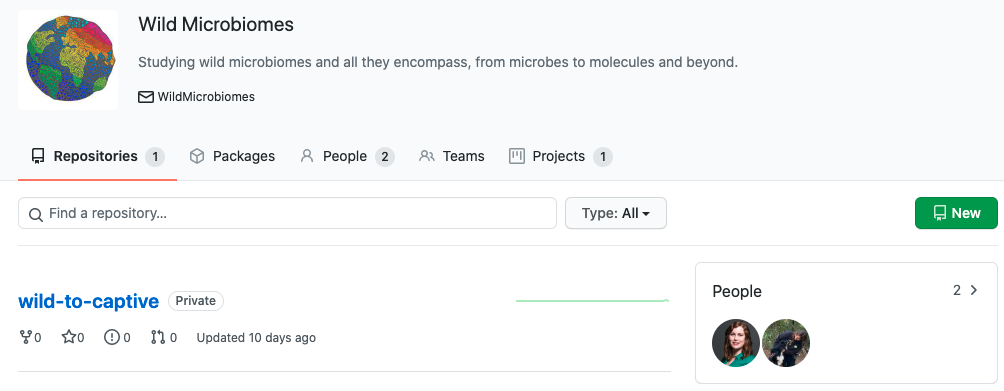 Wild Microbiomes
Studying wild microbiomes and all they encompass, from microbes to molecules and beyond.
WildMicrobiomes
Repositories 1 Packages People 2 Teams Projects 1
Find a repository... Type: All New
wild-to-captive Private
0 0 0 0 Updated 10 days ago
People 2